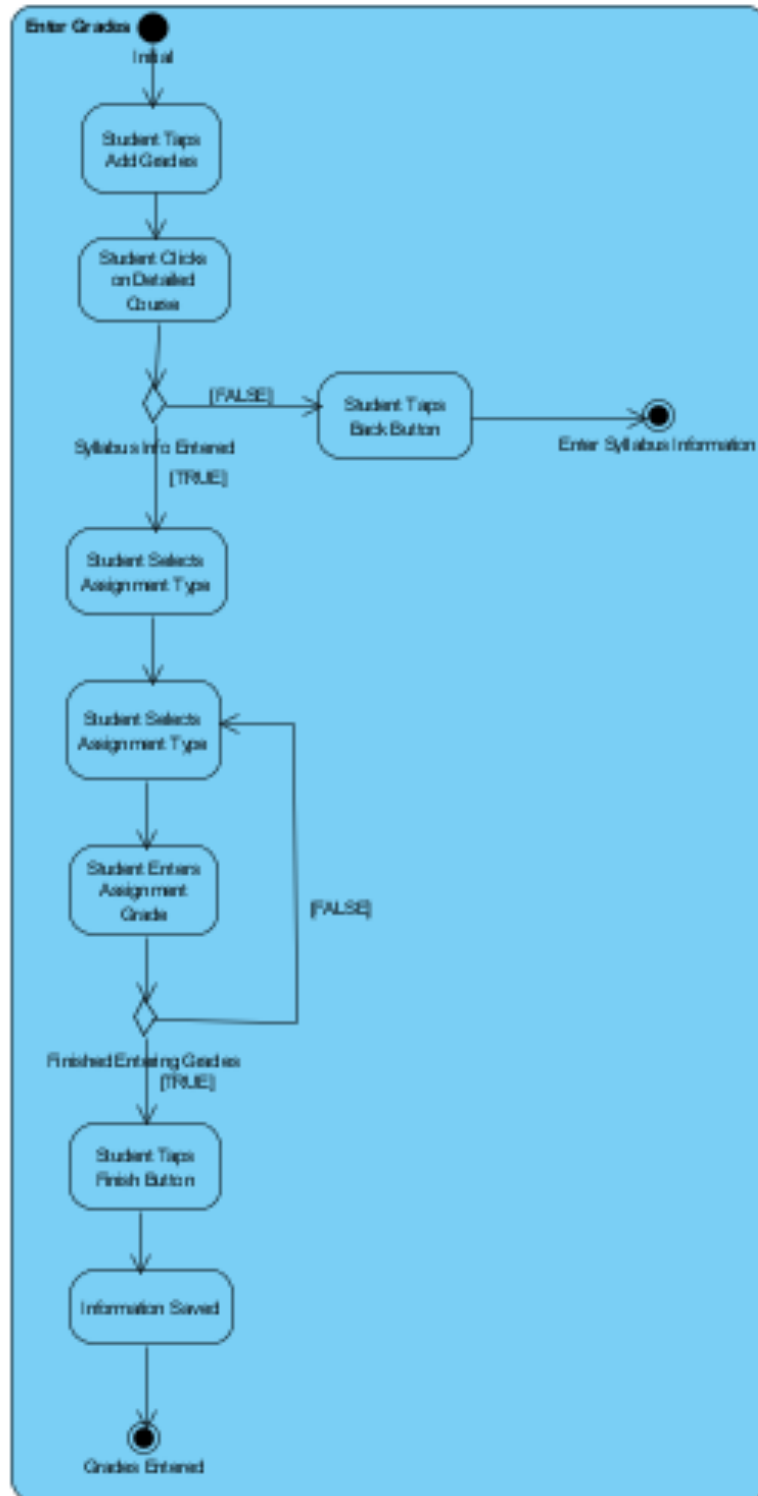 Enter Grades
Initial
Student Taps
Add Grades
Student Clicks
on Detailed
Course
[FALSE]
Student Taps
Back Button
Syllabus Info Entered
Enter Syllabus Information
[TRUE]
Student Selects
Assignment Type
Student Selects
Assignment Type
Student Enters
Assignment
Grade
[FALSE]
Finished Entering Grades
[TRUE]
Student Taps
Finish Button
Information Saved
Grades Entered